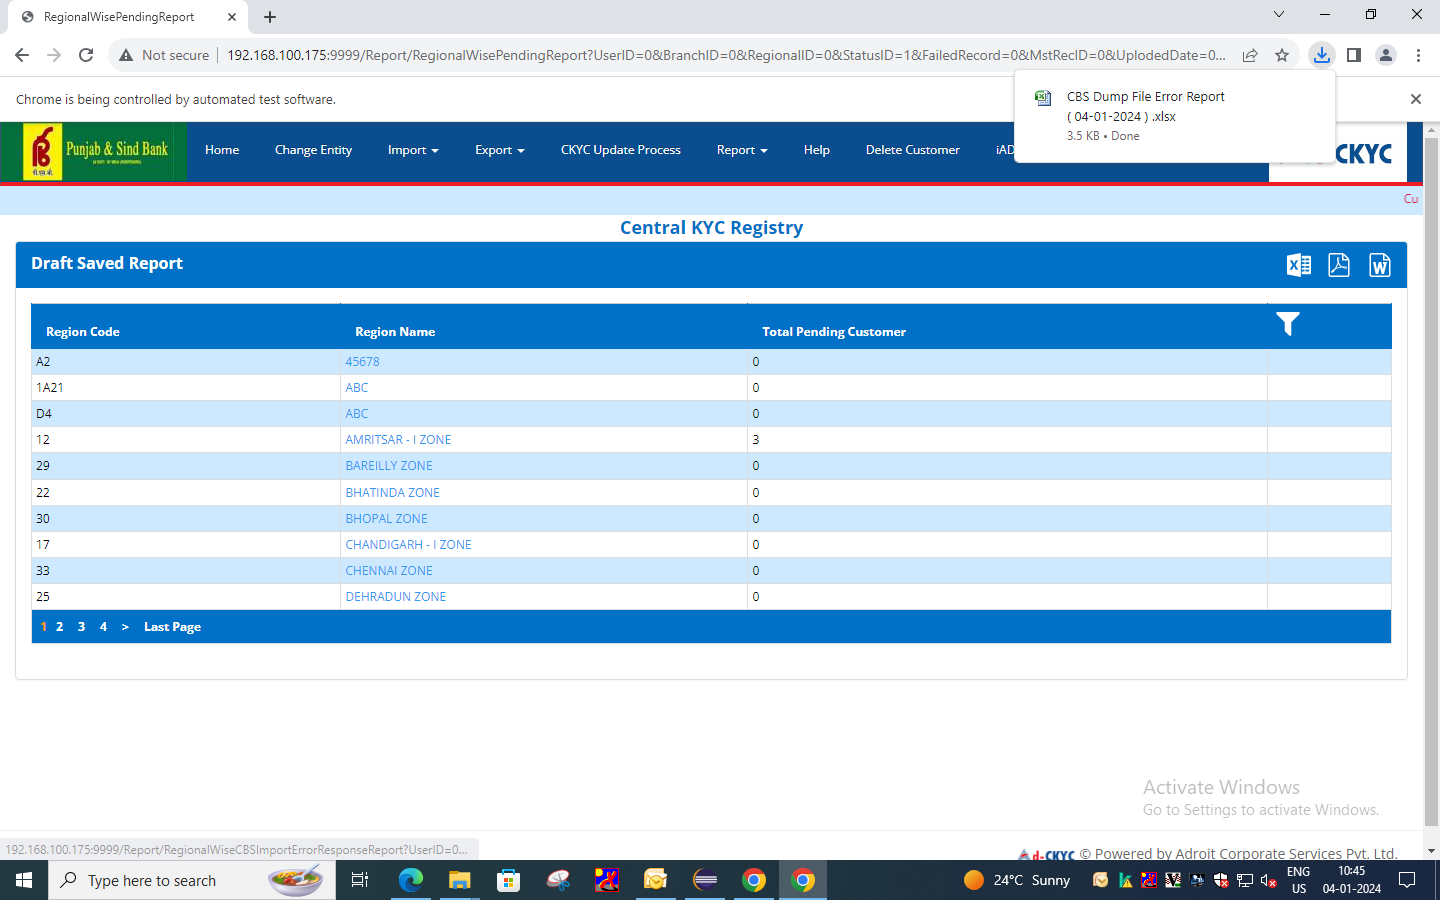 RegionalWisePendingReport
Not secure
192.168.100.175:9999/Report/RegionalWisePendingReport?UserID=0&BranchID=0&RegionalID=0&StatusID=1&FailedRecord=0&MstRecID=0&UplodedDate=0...
Chrome is being controlled by automated test software.
CBS Dump File Error Report
( 04-01-2024 ) .xlsx
3.5 KB • Done
पी.एस.बी.
Punjab & Sind Bank
Home
Change Entity
Import
Export
CKYC Update Process
Report
Help
Delete Customer
iAD
CKYC
Cu
Central KYC Registry
Draft Saved Report
Region Code Region Name Total Pending Customer
A2 45678 0
1A21 ABC 0
D4 ABC 0
12 AMRITSAR - I ZONE 3
29 BAREILLY ZONE 0
22 BHATINDA ZONE 0
30 BHOPAL ZONE 0
17 CHANDIGARH - I ZONE 0
33 CHENNAI ZONE 0
25 DEHRADUN ZONE 0
1 2 3 4 > Last Page
Activate Windows
Go to Settings to activate Windows.
192.168.100.175:9999/Report/RegionalWiseCBSImportErrorResponseReport?UserID=0...
Ad-CKYC © Powered by Adroit Corporate Services Pvt. Ltd.
Type here to search
24°C Sunny
ENG
US
10:45
04-01-2024